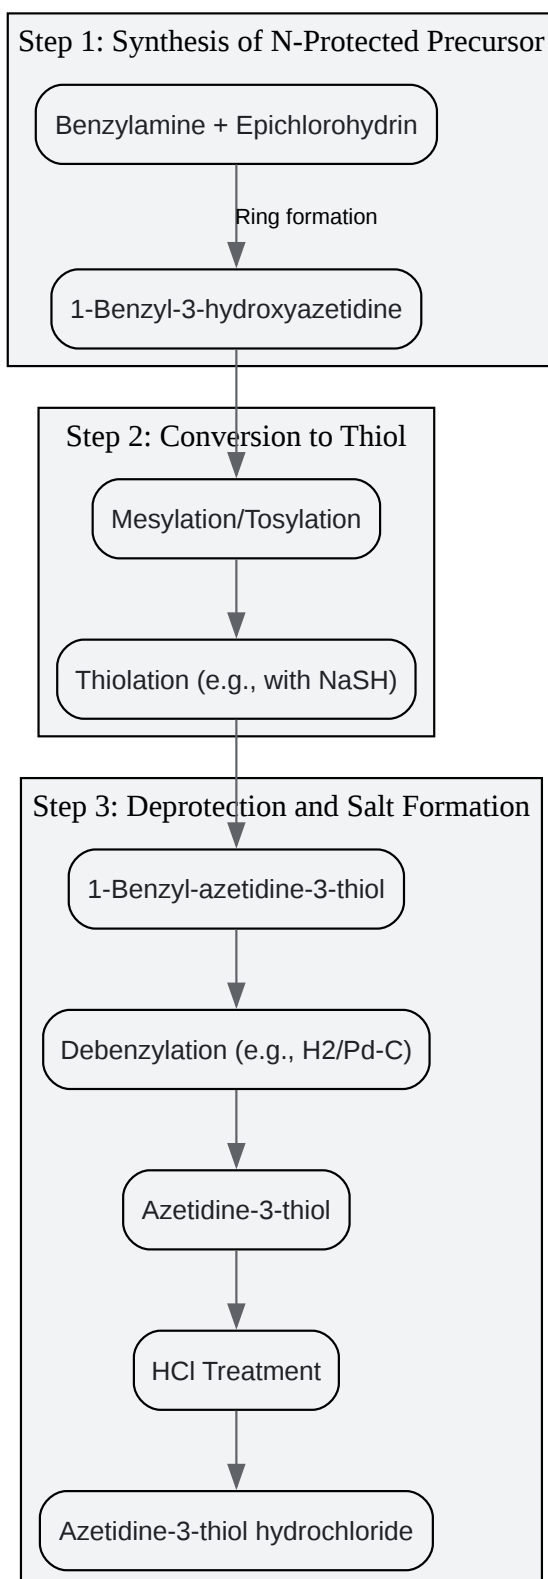 Step 1: Synthesis of N-Protected Precursor
Benzylamine + Epichlorohydrin
Ring formation
1-Benzyl-3-hydroxyazetidine
Step 2: Conversion to Thiol
Mesylation/Tosylation
Thiolation (e.g., with NaSH)
Step 3: Deprotection and Salt Formation
1-Benzyl-azetidine-3-thiol
Debenzylation (e.g., H2/Pd-C)
Azetidine-3-thiol
HCl Treatment
Azetidine-3-thiol hydrochloride